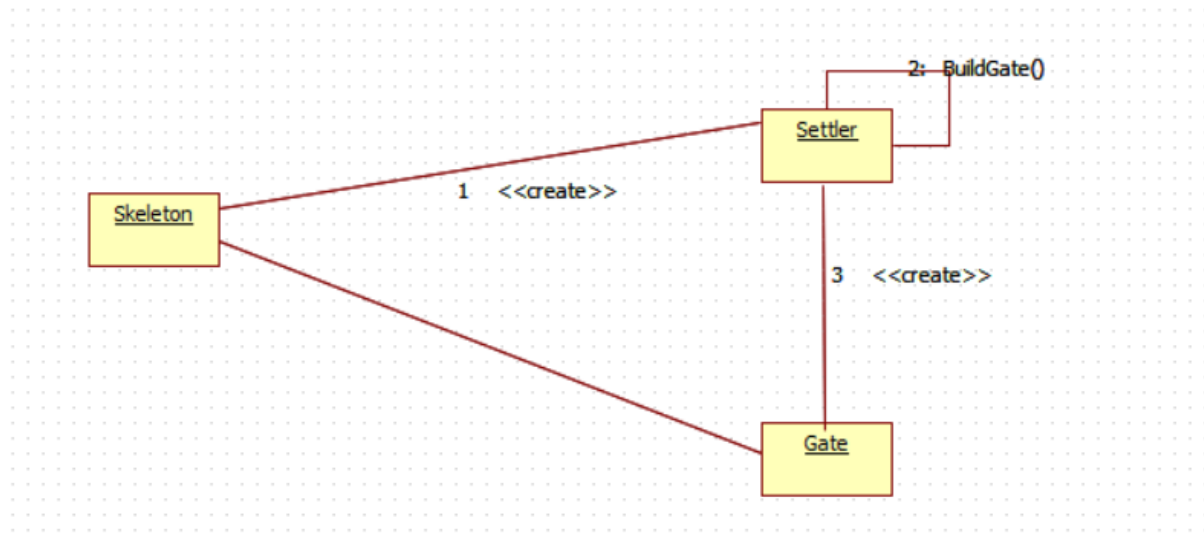 2: BuildGate()
Settler
1 <<create>>
Skeleton
3 <<create>>
Gate